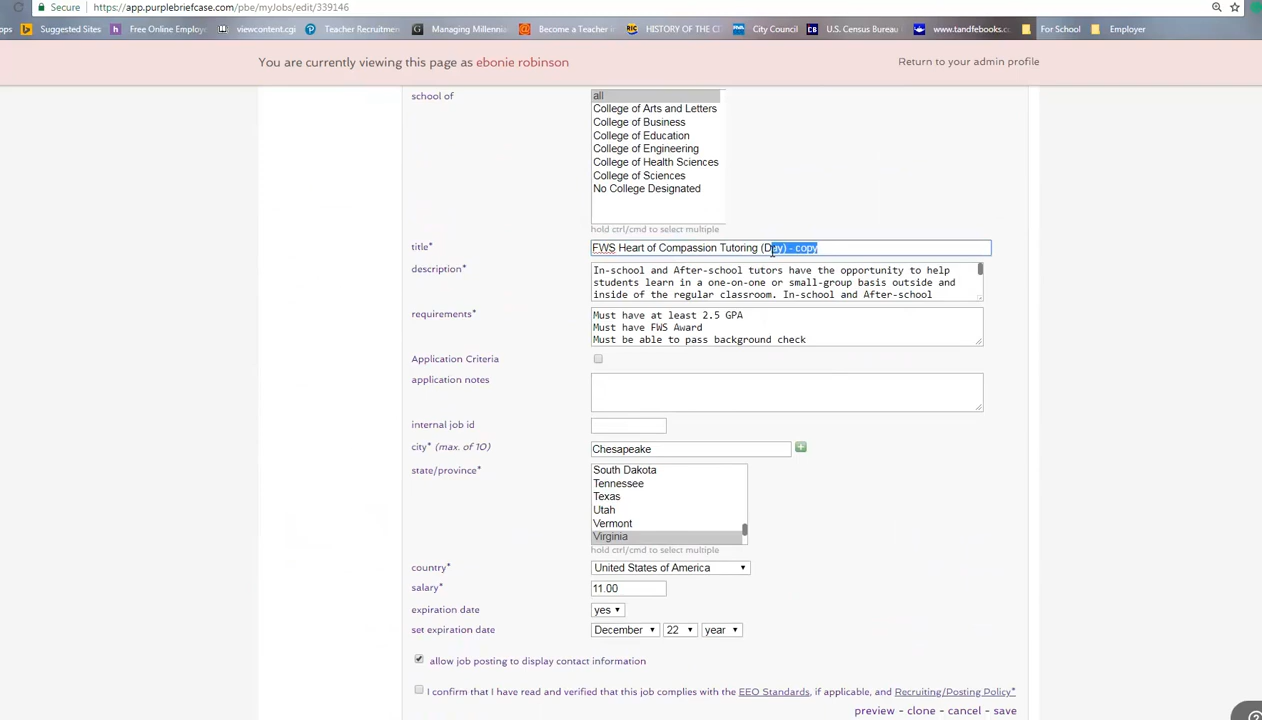 Secure https://app.purplebriefcase.com/pbe/myJobs/edit/339146
Suggested Sites Free Online Employ viewcontent.cgi Teacher Recruitmen Managing Millennia Become a Teacher i HISTORY OF THE CI City Council U.S. Census Bureau www.tandfebooks.c For School Employer
You are currently viewing this page as ebonie robinson
Return to your admin profile
school of
all
College of Arts and Letters
College of Business
College of Education
College of Engineering
College of Health Sciences
College of Sciences
No College Designated
hold ctrl/cmd to select multiple
title* FWS Heart of Compassion Tutoring (Day) - copy
description* In-school and After-school tutors have the opportunity to help
students learn in a one-on-one or small-group basis outside and
inside of the regular classroom. In-school and After-school
requirements* Must have at least 2.5 GPA
Must have FWS Award
Must be able to pass background check
Application Criteria
application notes
internal job id
city* (max. of 10) Chesapeake
state/province*
South Dakota
Tennessee
Texas
Utah
Vermont
Virginia
hold ctrl/cmd to select multiple
country* United States of America
salary* 11.00
expiration date yes
set expiration date December 22 year
allow job posting to display contact information
I confirm that I have read and verified that this job complies with the EEO Standards, if applicable, and Recruiting/Posting Policy*
preview - clone - cancel - save